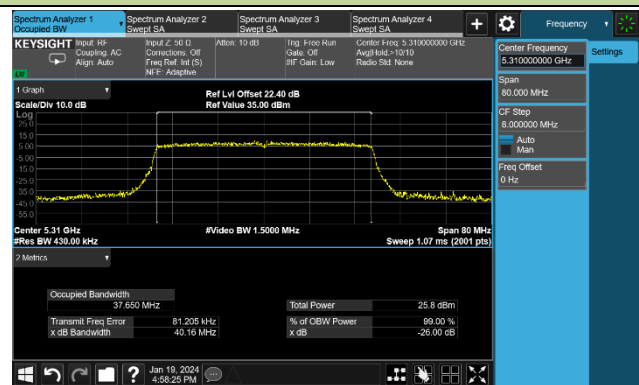 Spectrum Analyzer 1
Occupied BW
Spectrum Analyzer 2
Swept SA
Spectrum Analyzer 3
Swept SA
Spectrum Analyzer 4
Swept SA
Frequency
KEYSIGHT
Input: RF
Coupling: AC
Align: Auto
Input Z: 50 Ω
Corrections: Off
Freq Ref: Int (S)
NFE: Adaptive
Atten: 10 dB
Trig: Free Run
Gate: Off
#IF Gain: Low
Center Freq: 5.310000000 GHz
Avg|Hold:>10/10
Radio Std: None
Center Frequency
5.310000000 GHz
Settings
Span
80.000 MHz
CF Step
8.000000 MHz
Auto
Man
Freq Offset
0 Hz
1 Graph
Scale/Div 10.0 dB
Ref Lvl Offset 22.40 dB
Ref Value 35.00 dBm
Log
25.0
15.0
5.00
-5.00
-15.0
-25.0
-35.0
-45.0
-55.0
Center 5.31 GHz
#Res BW 430.00 kHz
#Video BW 1.5000 MHz
Span 80 MHz
Sweep 1.07 ms (2001 pts)
2 Metrics
Occupied Bandwidth
37.650 MHz
Total Power 25.8 dBm
Transmit Freq Error 81.205 kHz
% of OBW Power 99.00 %
x dB Bandwidth 40.16 MHz
x dB -26.00 dB
Jan 19, 2024
4:58:25 PM